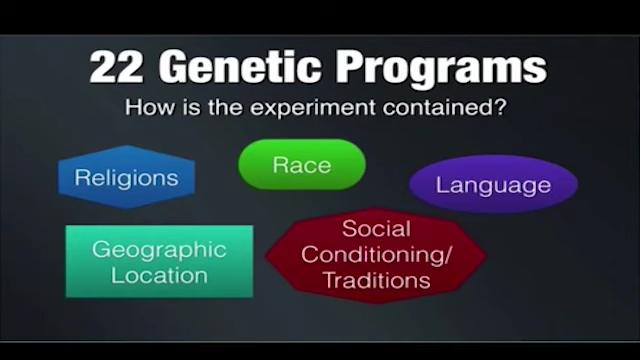 22 Genetic Programs
How is the experiment contained?
Religions
Race
Language
Geographic
Location
Social
Conditioning/
Traditions